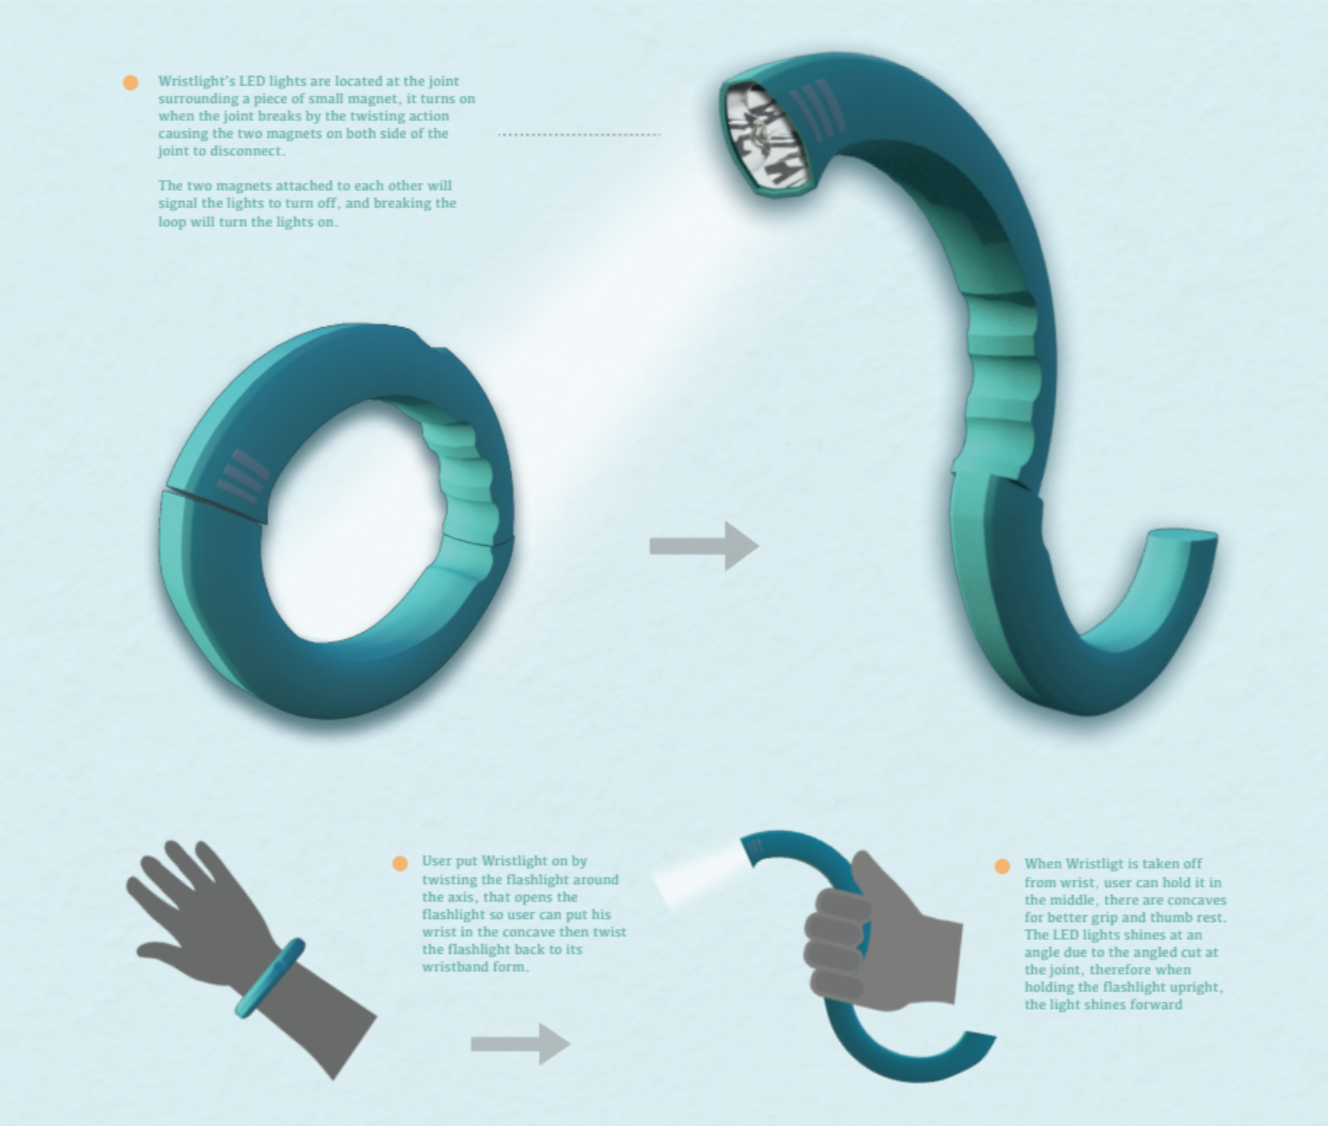 Wristlight's LED lights are located at the joint
surrounding a piece of small magnet, it turns on
when the joint breaks by the twisting action
causing the two magnets on both side of the
joint to disconnect.
The two magnets attached to each other will
signal the lights to turn off, and breaking the
loop will turn the lights on.
User put Wristlight on by
twisting the flashlight around
the axis, that opens the
flashlight so user can put his
wrist in the concave then twist
the flashlight back to its
wristband form.
When Wristligt is taken off
from wrist, user can hold it in
the middle, there are concaves
for better grip and thumb rest.
The LED lights shines at an
angle due to the angled cut at
the joint, therefore when
holding the flashlight upright,
the light shines forward